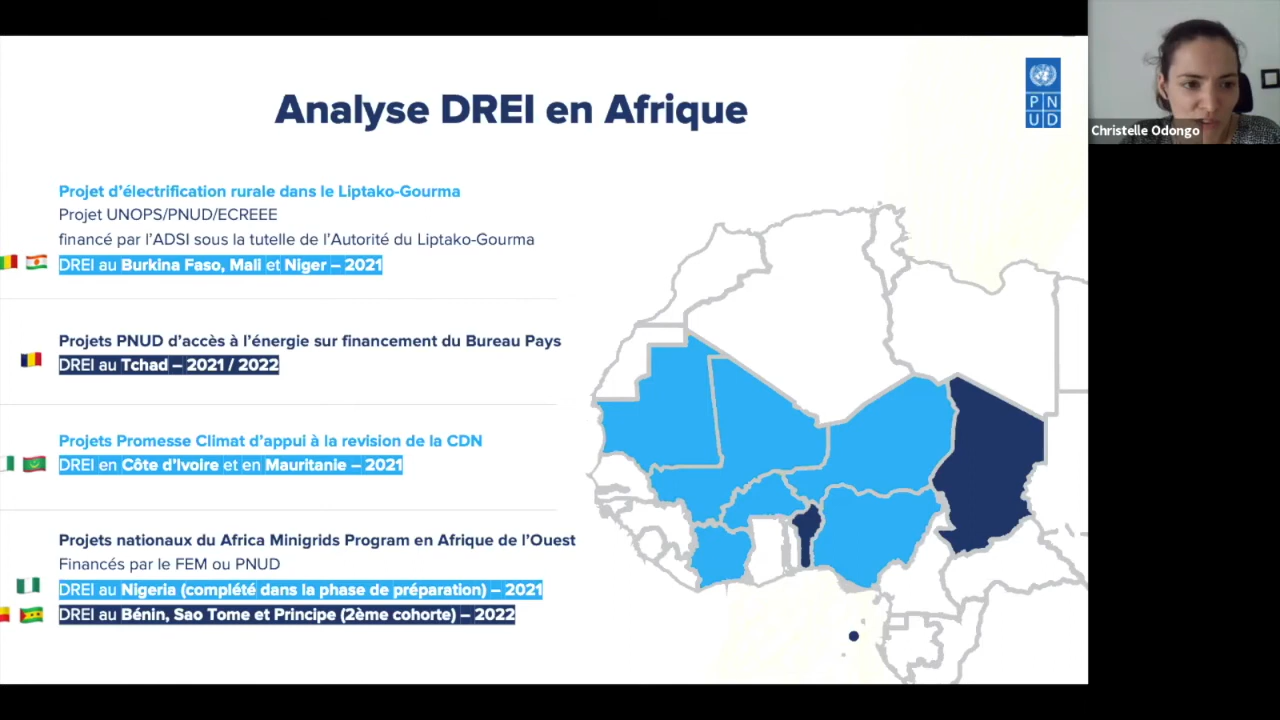 Analyse DREI en Afrique
PN
UD
Christelle Odongo
Projet d'électrification rurale dans le Liptako-Gourma
Projet UNOPS/PNUD/ECREEE
financé par l'ADSI sous la tutelle de l'Autorité du Liptako-Gourma
DREI au Burkina Faso, Mali et Niger – 2021
Projets PNUD d'accès à l'énergie sur financement du Bureau Pays
DREI au Tchad – 2021 / 2022
Projets Promesse Climat d'appui à la revision de la CDN
DREI en Côte d'Ivoire et en Mauritanie – 2021
Projets nationaux du Africa Minigrids Program en Afrique de l'Ouest
Financés par le FEM ou PNUD
DREI au Nigeria (complété dans la phase de préparation) – 2021
DREI au Bénin, Sao Tome et Principe (2ème cohorte) – 2022